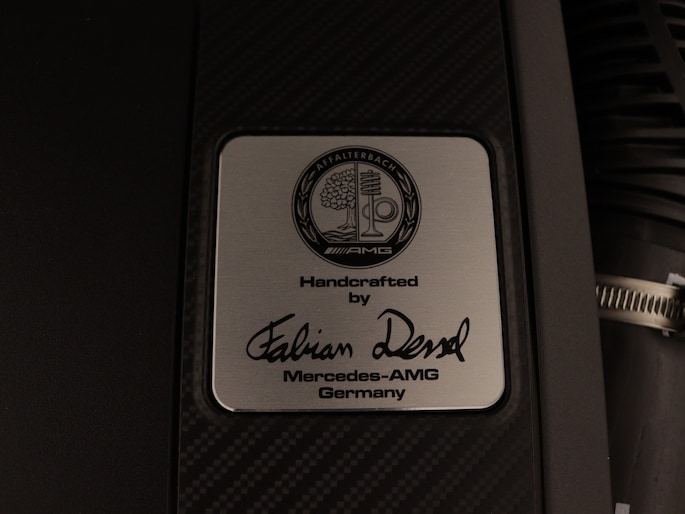 AFFALTERBACH
AMG
Handcrafted
by
Fabian Dessel
Mercedes-AMG
Germany